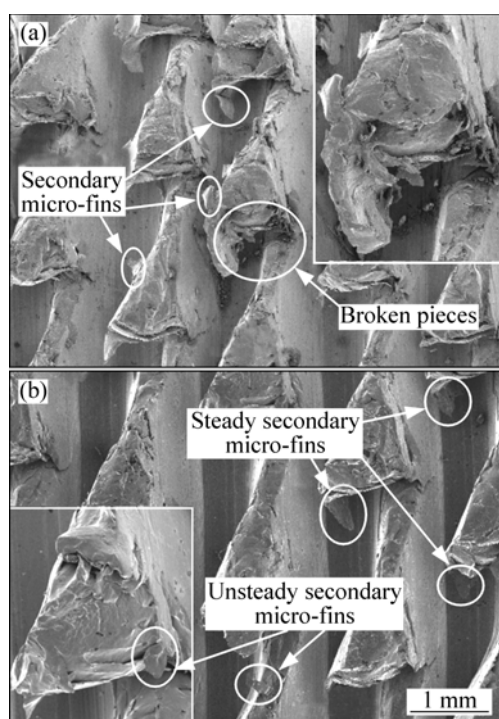 (a)
Secondary
micro-fins
Broken pieces
(b)
Steady secondary
micro-fins
Unsteady secondary
micro-fins
1 mm